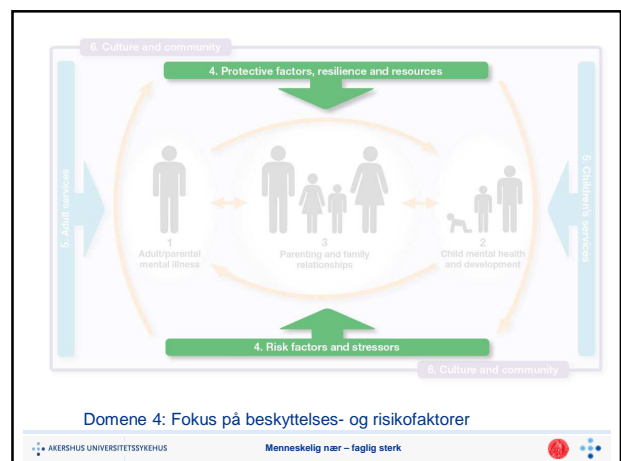 6. Culture and community
4. Protective factors, resilience and resources
5. Adult services
1
Adult/parental
mental illness
3
Parenting and family
relationships
2
Child mental health
and development
5. Children's services
4. Risk factors and stressors
6. Culture and community
Domene 4: Fokus på beskyttelses- og risikofaktorer
AKERSHUS UNIVERSITETSSYKEHUS
Menneskelig nær – faglig sterk